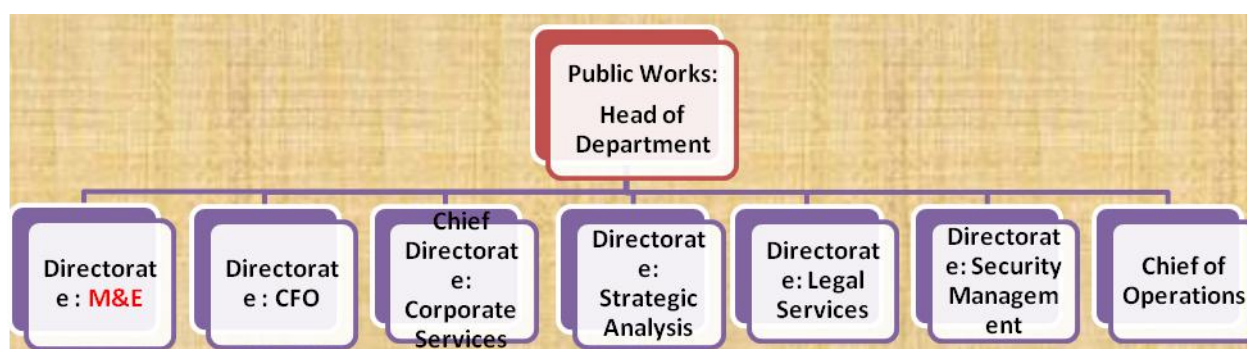 Public Works:
Head of
Department
Directorat
e : M&E
Directorat
e : CFO
Chief
Directorat
e:
Corporate
Services
Directorat
e:
Strategic
Analysis
Directorat
e: Legal
Services
Directorat
e: Security
Managem
ent
Chief of
Operations